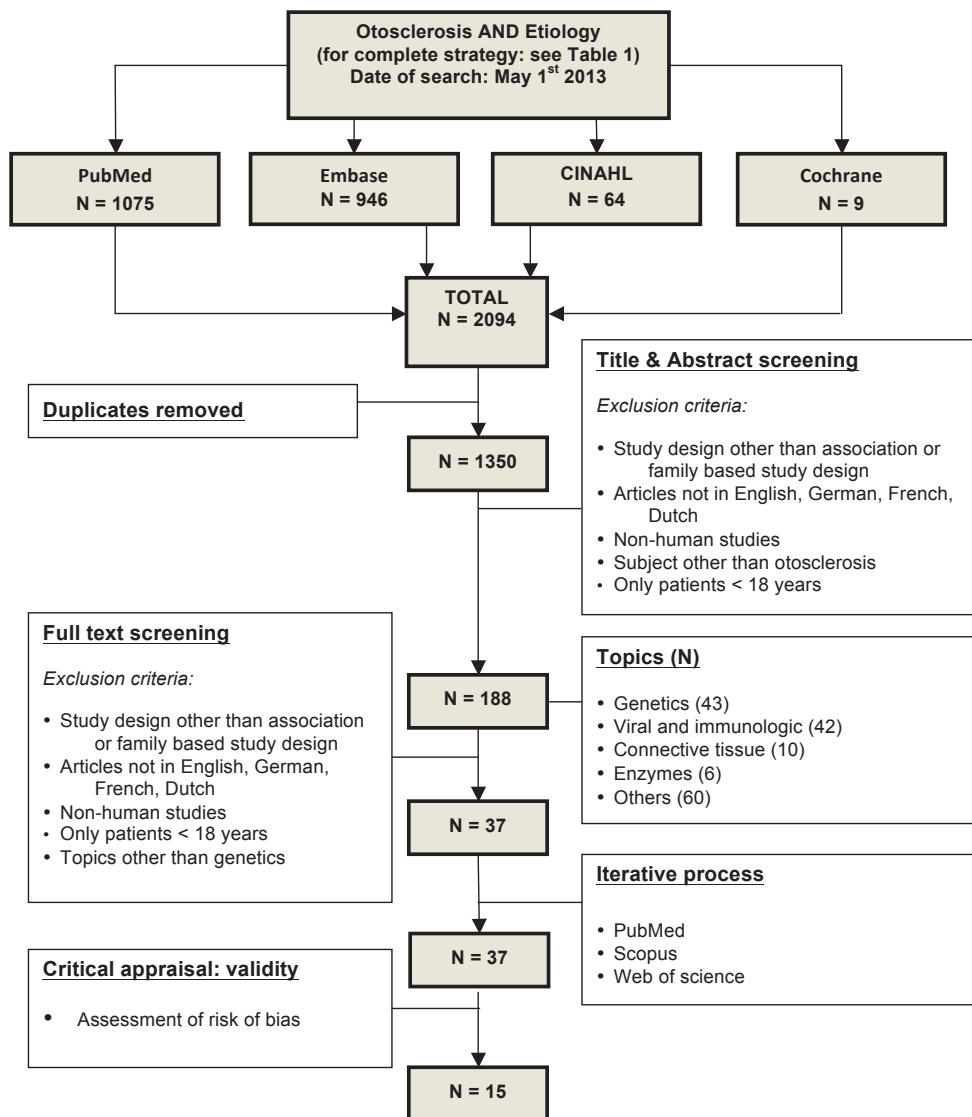 Otosclerosis AND Etiology
(for complete strategy: see Table 1)
Date of search: May 1st 2013
PubMed
N = 1075
Embase
N = 946
CINAHL
N = 64
Cochrane
N = 9
TOTAL
N = 2094
Duplicates removed
N = 1350
Title & Abstract screening
Exclusion criteria:
• Study design other than association or
family based study design
• Articles not in English, German, French,
Dutch
• Non-human studies
• Subject other than otosclerosis
• Only patients < 18 years
Full text screening
Exclusion criteria:
• Study design other than association
or family based study design
• Articles not in English, German,
French, Dutch
• Non-human studies
• Only patients < 18 years
• Topics other than genetics
N = 188
Topics (N)
• Genetics (43)
• Viral and immunologic (42)
• Connective tissue (10)
• Enzymes (6)
• Others (60)
N = 37
Iterative process
• PubMed
• Scopus
• Web of science
N = 37
Critical appraisal: validity
• Assessment of risk of bias
N = 15